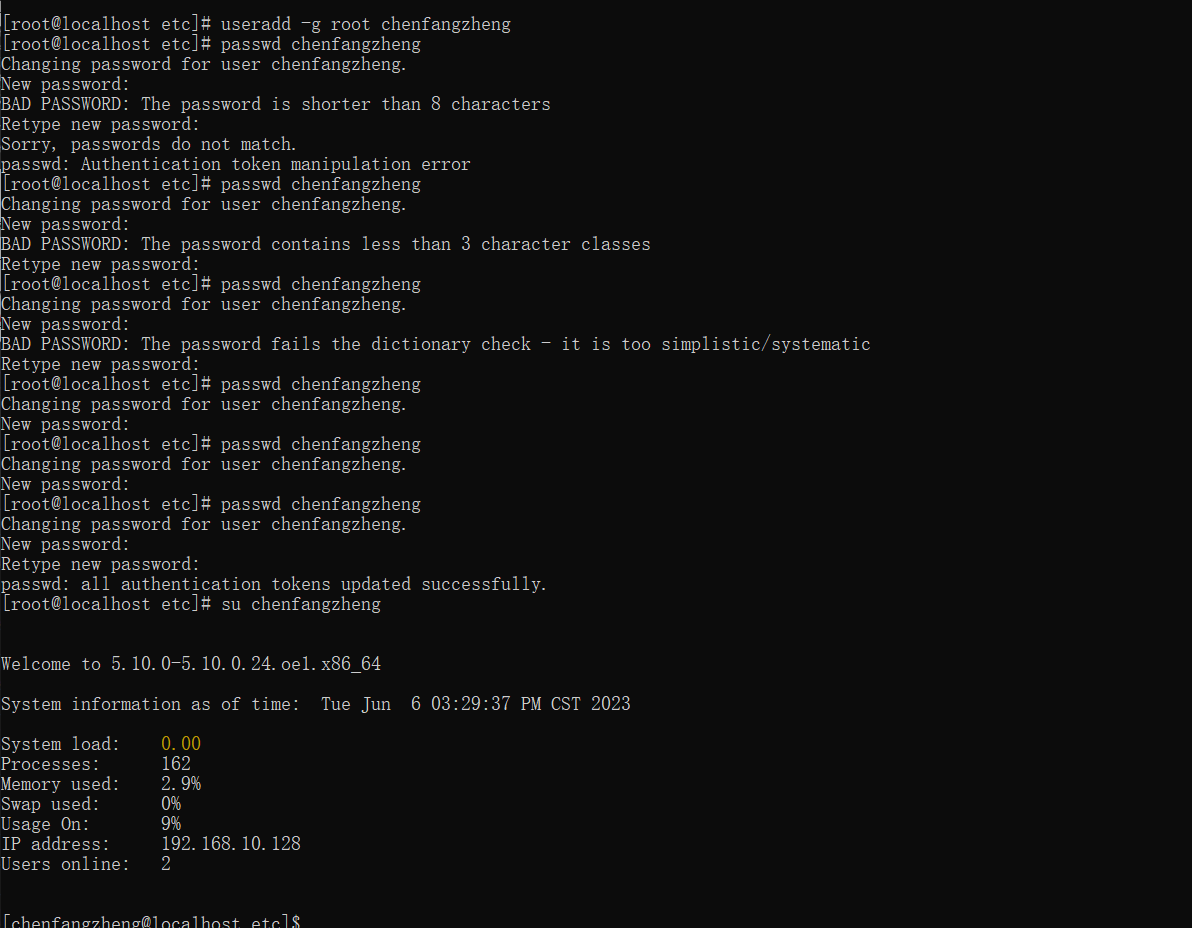 [root@localhost etc]# useradd -g root chenfangzheng
[root@localhost etc]# passwd chenfangzheng
Changing password for user chenfangzheng.
New password:
BAD PASSWORD: The password is shorter than 8 characters
Retype new password:
Sorry, passwords do not match.
passwd: Authentication token manipulation error
[root@localhost etc]# passwd chenfangzheng
Changing password for user chenfangzheng.
New password:
BAD PASSWORD: The password contains less than 3 character classes
Retype new password:
[root@localhost etc]# passwd chenfangzheng
Changing password for user chenfangzheng.
New password:
BAD PASSWORD: The password fails the dictionary check - it is too simplistic/systematic
Retype new password:
[root@localhost etc]# passwd chenfangzheng
Changing password for user chenfangzheng.
New password:
[root@localhost etc]# passwd chenfangzheng
Changing password for user chenfangzheng.
New password:
[root@localhost etc]# passwd chenfangzheng
Changing password for user chenfangzheng.
New password:
Retype new password:
passwd: all authentication tokens updated successfully.
[root@localhost etc]# su chenfangzheng
Welcome to 5.10.0-5.10.0.24.oe1.x86_64
System information as of time:  Tue Jun  6 03:29:37 PM CST 2023
System load:    0.00
Processes:      162
Memory used:    2.9%
Swap used:      0%
Usage On:       9%
IP address:     192.168.10.128
Users online:   2
[chenfangzheng@localhost etc]$